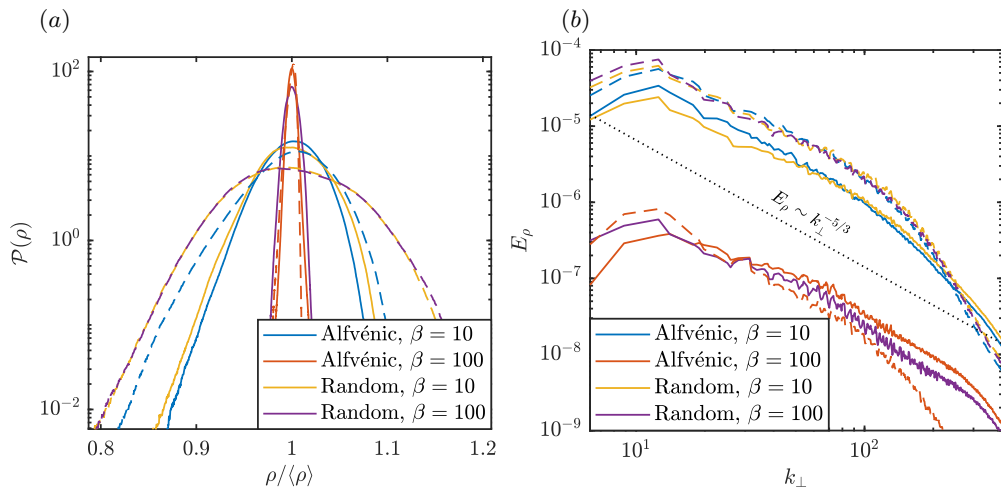 (a)
10^2
10^0
10^-2
P(ρ)
0.8 0.9 1 1.1 1.2
ρ/⟨ρ⟩
Alfvénic, β = 10
Alfvénic, β = 100
Random, β = 10
Random, β = 100
(b)
10^-4
10^-5
10^-6
10^-7
10^-8
10^-9
E_ρ
E_ρ ∼ k_⊥^-5/3
Alfvénic, β = 10
Alfvénic, β = 100
Random, β = 10
Random, β = 100
10^1 10^2
k_⊥